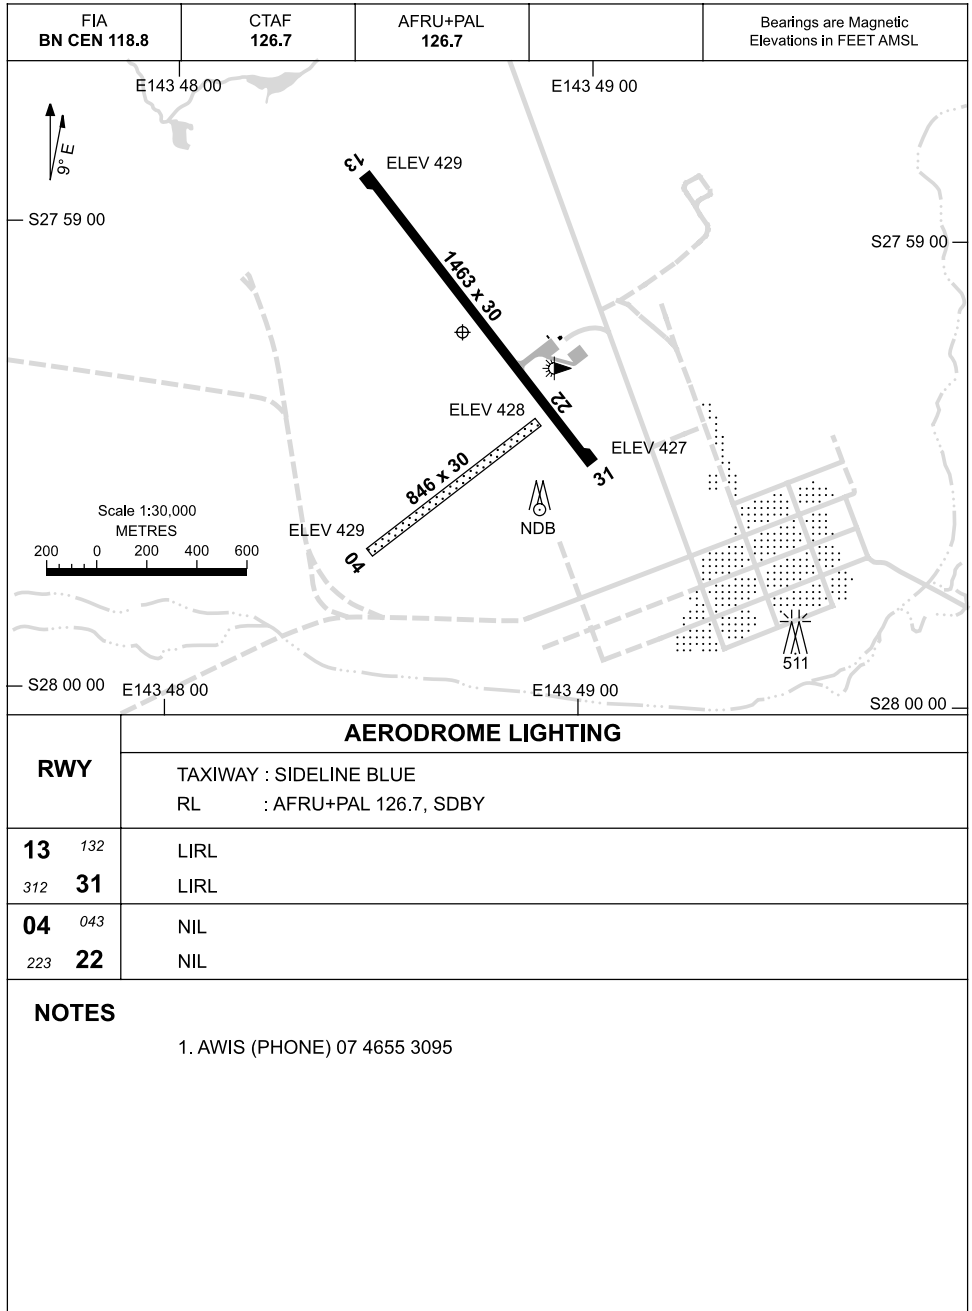 FIA
BN CEN 118.8
CTAF
126.7
AFRU+PAL
126.7
Bearings are Magnetic
Elevations in FEET AMSL
E143 48 00
E143 49 00
9° E
13
ELEV 429
S27 59 00
S27 59 00
1463 x 30
22
ELEV 428
ELEV 427
31
846 x 30
NDB
ELEV 429
04
Scale 1:30,000
METRES
200 0 200 400 600
511
S28 00 00
E143 48 00
E143 49 00
S28 00 00
RWY
AERODROME LIGHTING
TAXIWAY : SIDELINE BLUE
RL : AFRU+PAL 126.7, SDBY
13 132 LIRL
312 31 LIRL
04 043 NIL
223 22 NIL
NOTES
1. AWIS (PHONE) 07 4655 3095